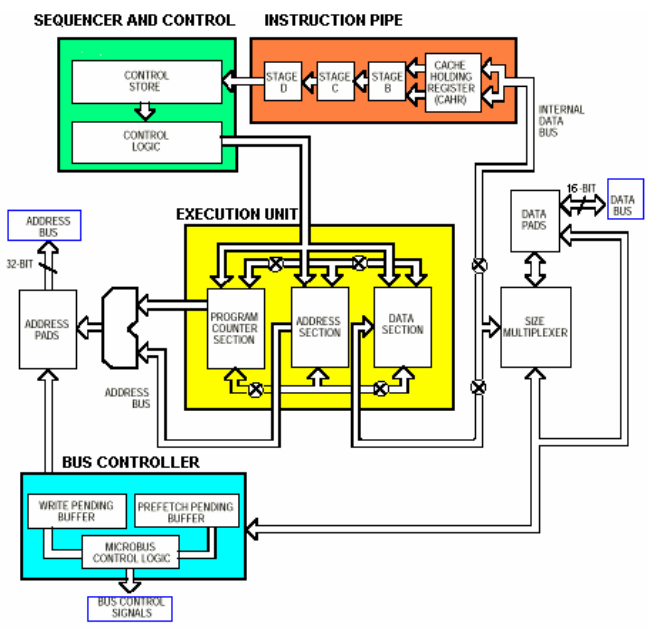 SEQUENCER AND CONTROL
INSTRUCTION PIPE
CONTROL
STORE
CONTROL
LOGIC
STAGE
D
STAGE
C
STAGE
B
CACHE
HOLDING
REGISTER
(CAHR)
INTERNAL
DATA
BUS
16-BIT
DATA
BUS
DATA
PADS
EXECUTION UNIT
ADDRESS
BUS
32-BIT
ADDRESS
PADS
PROGRAM
COUNTER
SECTION
ADDRESS
SECTION
DATA
SECTION
SIZE
MULTIPLEXER
ADDRESS
BUS
BUS CONTROLLER
WRITE PENDING
BUFFER
PREFETCH PENDING
BUFFER
MICROBUS
CONTROL LOGIC
BUS CONTROL
SIGNALS